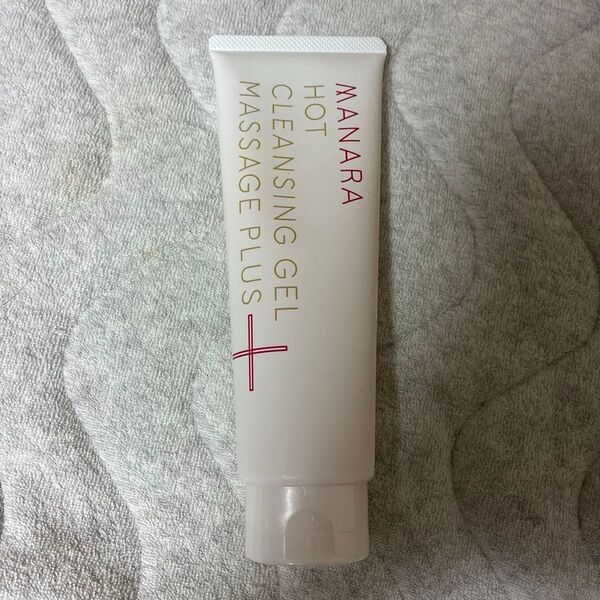 MANARA
HOT
CLEANSING GEL
MASSAGE PLUS